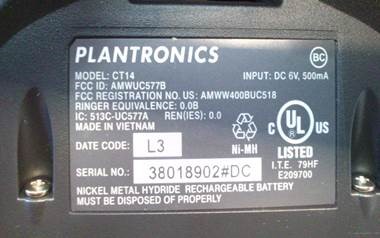 PLANTRONICS
BC
MODEL: CT14
INPUT: DC 6V, 500mA
FCC ID: AMWUC577B
FCC REGISTRATION NO. US: AMWW400BUC518
RINGER EQUIVALENCE: 0.0B
IC: 513C-UC577A REN(IES): 0.0
MADE IN VIETNAM
DATE CODE: L3
SERIAL NO.: 38018902#DC
Ni-MH
C UL US
LISTED
I.T.E. 79HF
E209700
NICKEL METAL HYDRIDE RECHARGEABLE BATTERY
MUST BE DISPOSED OF PROPERLY